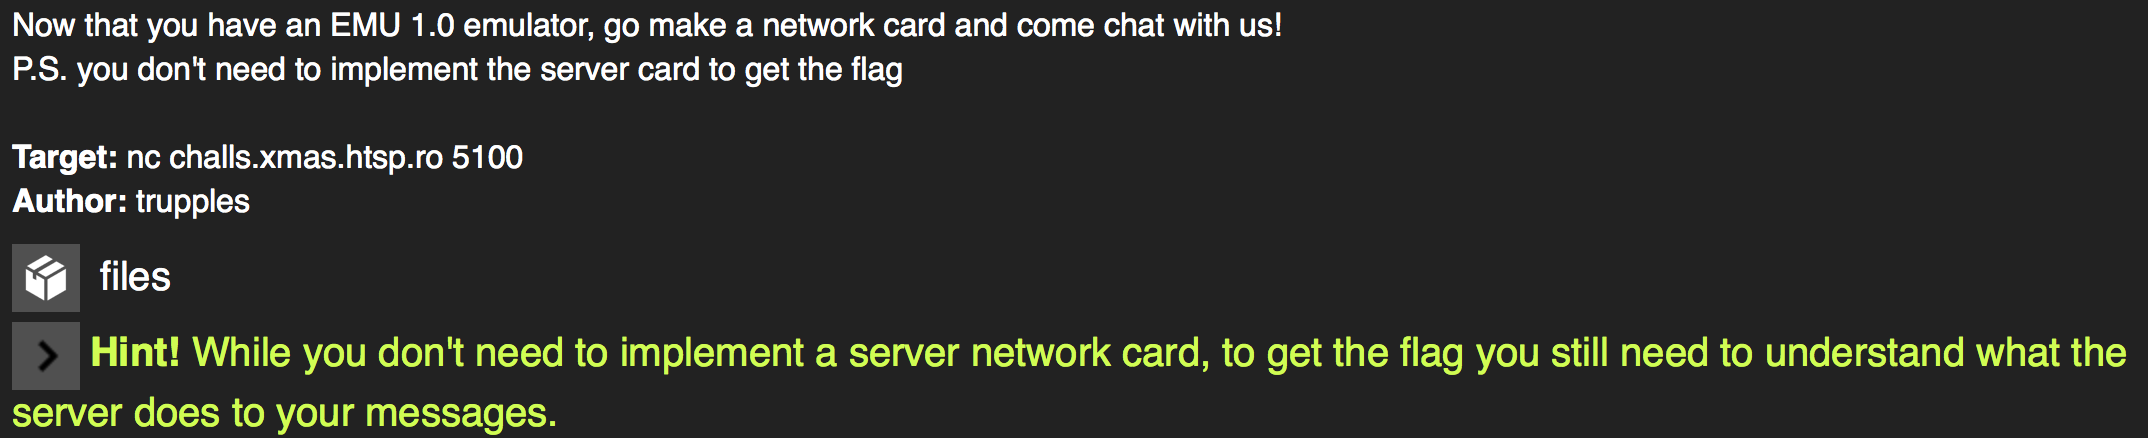 Now that you have an EMU 1.0 emulator, go make a network card and come chat with us!
P.S. you don't need to implement the server card to get the flag
Target: nc challs.xmas.htsp.ro 5100
Author: trupples
files
Hint! While you don't need to implement a server network card, to get the flag you still need to understand what the
server does to your messages.